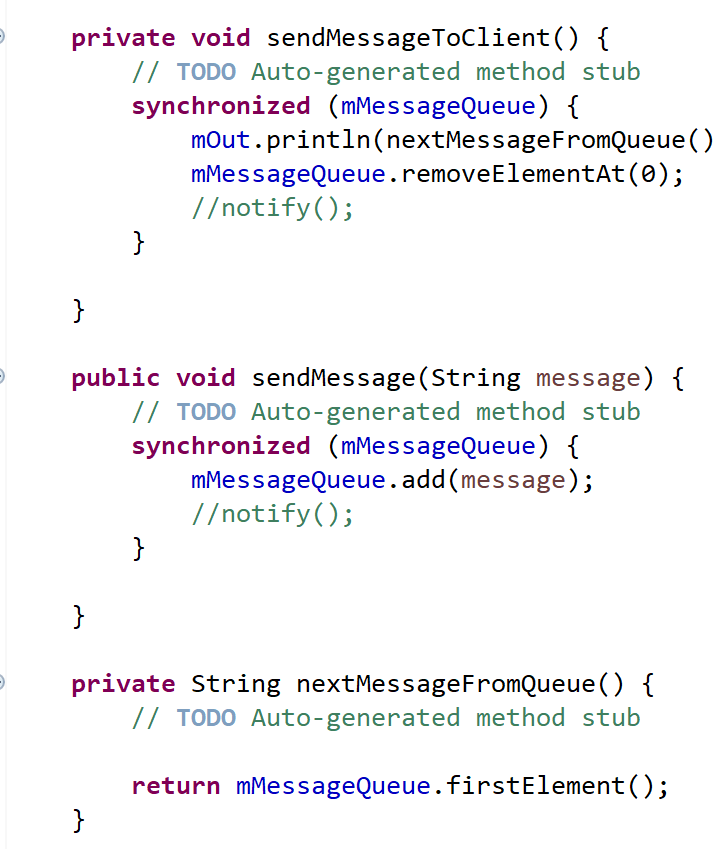 private void sendMessageToClient() {
// TODO Auto-generated method stub
synchronized (mMessageQueue) {
mOut.println(nextMessageFromQueue()
mMessageQueue.removeElementAt(0);
//notify();
}
}
public void sendMessage(String message) {
// TODO Auto-generated method stub
synchronized (mMessageQueue) {
mMessageQueue.add(message);
//notify();
}
}
private String nextMessageFromQueue() {
// TODO Auto-generated method stub
return mMessageQueue.firstElement();
}